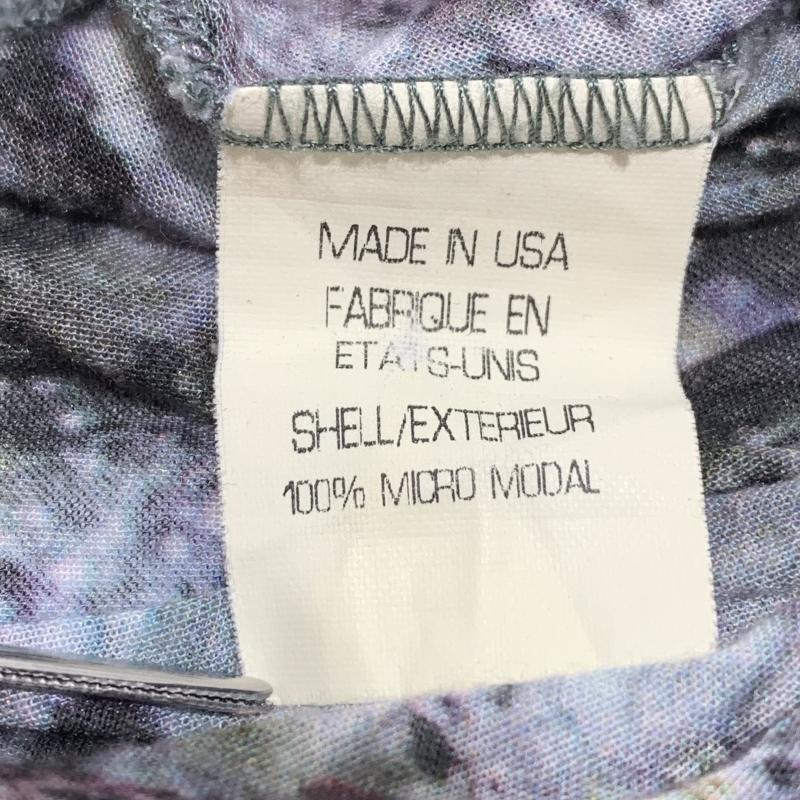 MADE IN USA
FABRIQUE EN
ETATS-UNIS
SHELL/EXTERIEUR
100% MICRO MODAL